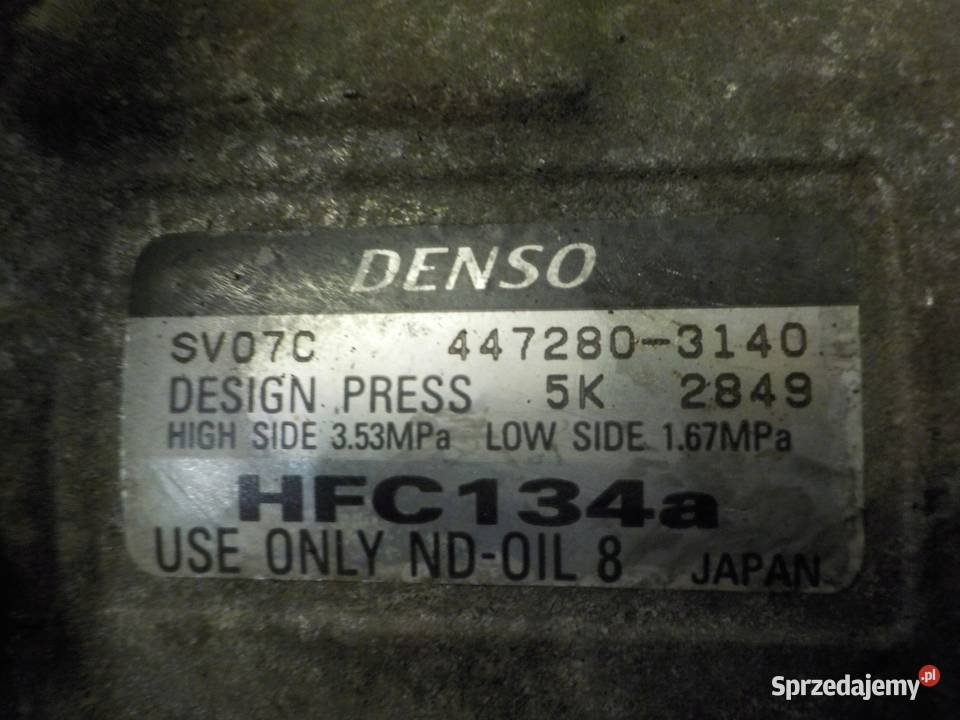 DENSO
SV07C 447280-3140
DESIGN PRESS 5K 2849
HIGH SIDE 3.53MPa LOW SIDE 1.67MPa
HFC134a
USE ONLY ND-OIL 8 JAPAN
Sprzedajemy.pl